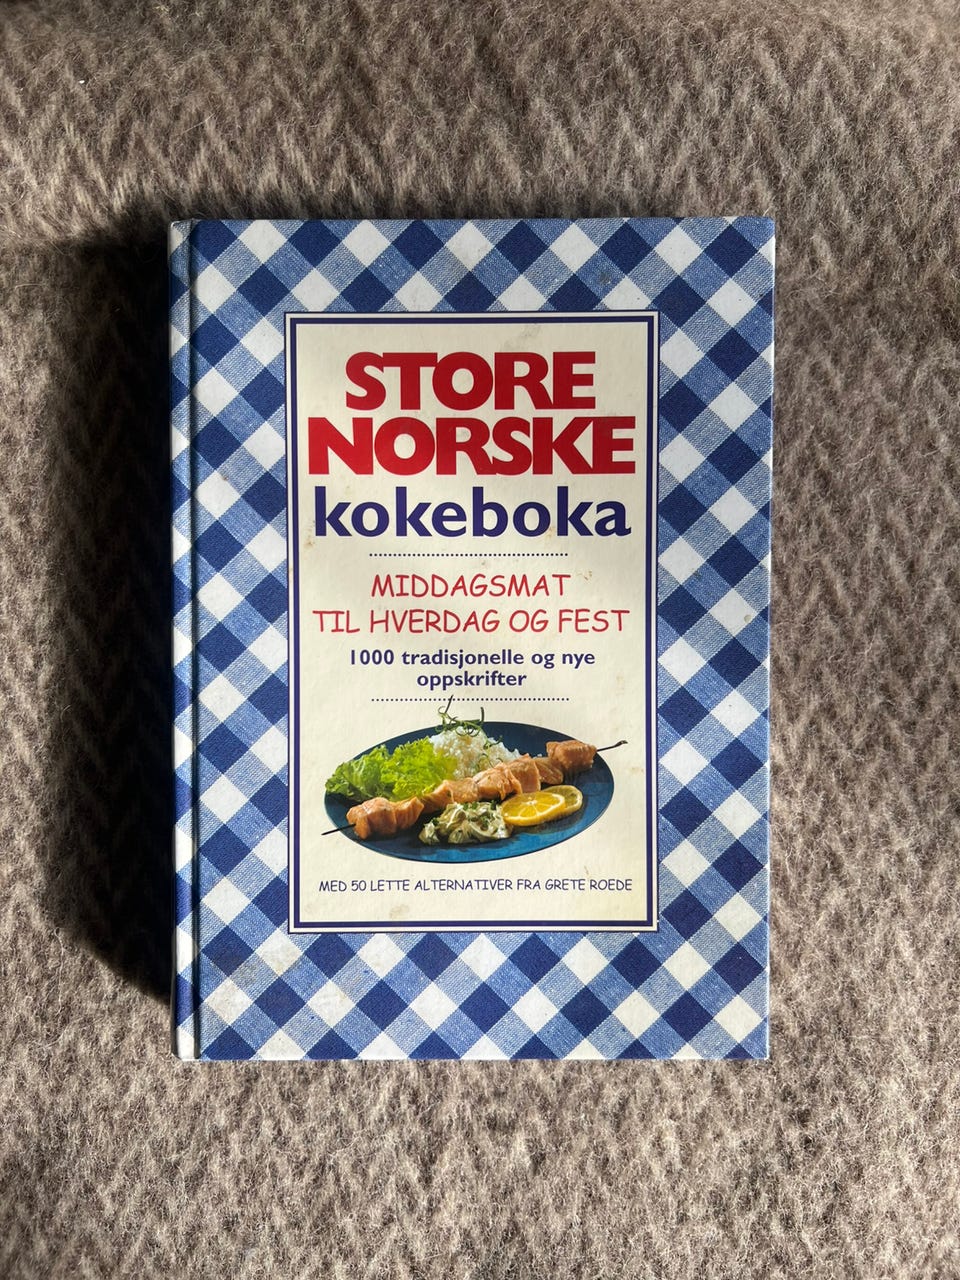 STORE
NORSKE
kokeboka
MIDDAGSMAT
TIL HVERDAG OG FEST
1000 tradisjonelle og nye
oppskrifter
MED 50 LETTE ALTERNATIVER FRA GRETE ROEDE